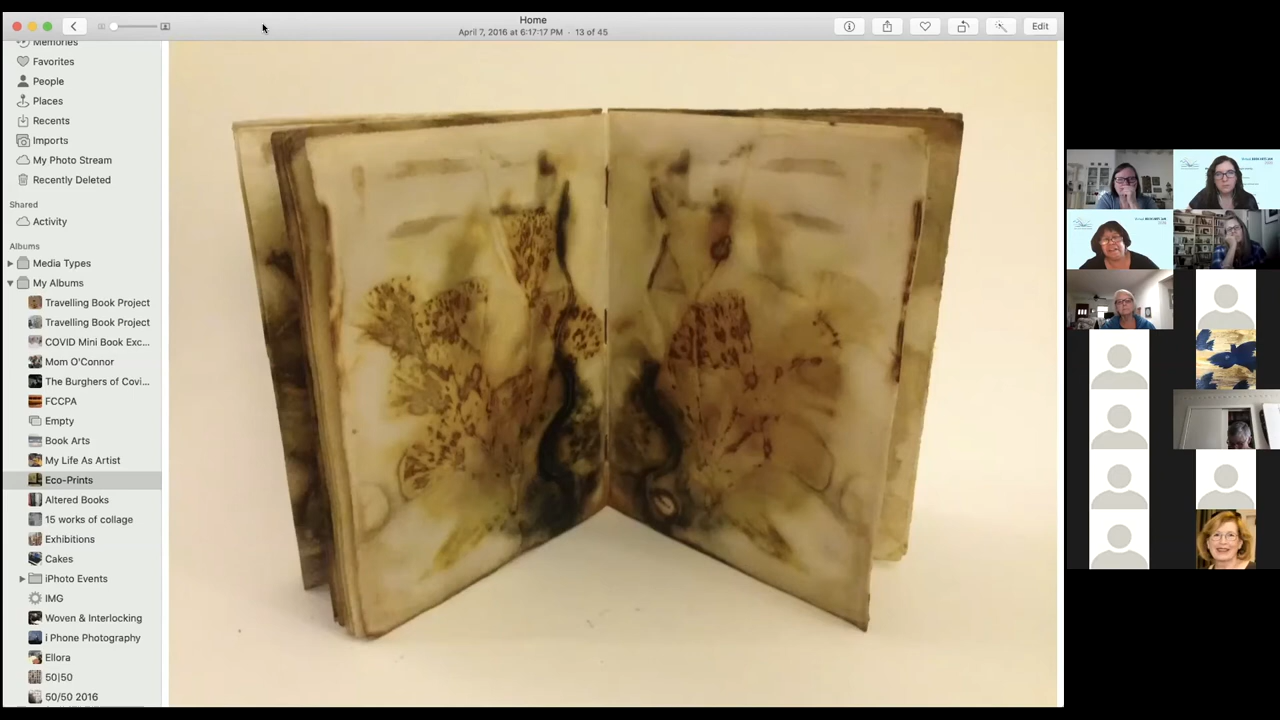 Home
April 7, 2016 at 6:17:17 PM · 13 of 45
Edit
Memories
Favorites
People
Places
Recents
Imports
My Photo Stream
Recently Deleted
Shared
Activity
Albums
Media Types
My Albums
Travelling Book Project
Travelling Book Project
COVID Mini Book Exc...
Mom O'Connor
The Burghers of Covi...
FCCPA
Empty
Book Arts
My Life As Artist
Eco-Prints
Altered Books
15 works of collage
Exhibitions
Cakes
iPhoto Events
IMG
Woven & Interlocking
i Phone Photography
Ellora
50|50
50/50 2016